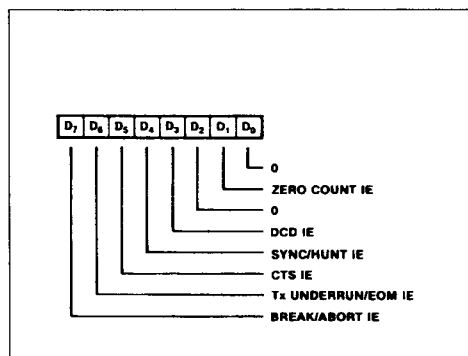 D7 D6 D5 D4 D3 D2 D1 D0
0
ZERO COUNT IE
0
DCD IE
SYNC/HUNT IE
CTS IE
Tx UNDERRUN/EOM IE
BREAK/ABORT IE